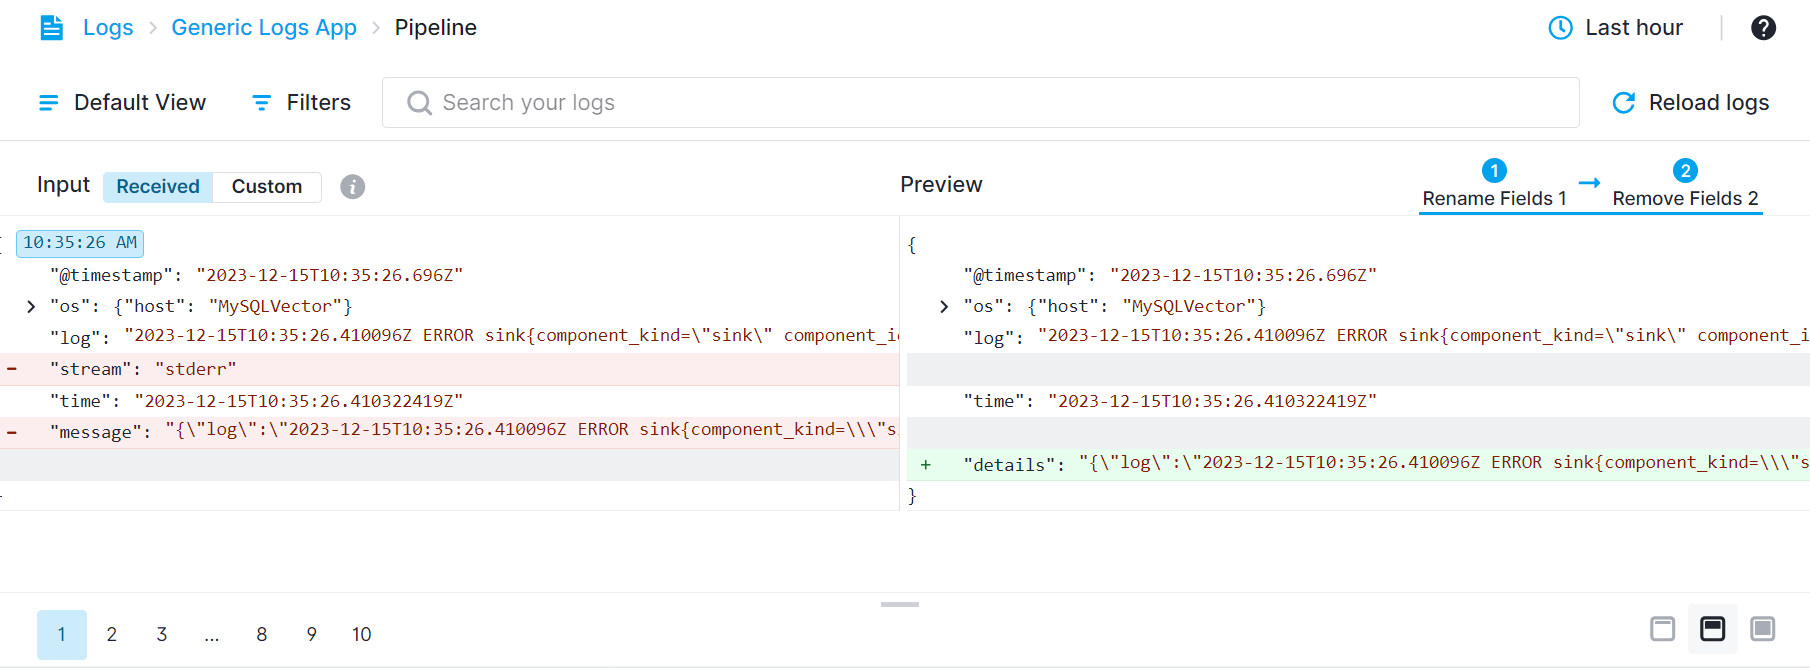 Logs > Generic Logs App > Pipeline
Last hour
?
Default View
Filters
Search your logs
Reload logs
Input
Received
Custom
i
Preview
1
Rename Fields 1
→
2
Remove Fields 2
10:35:26 AM
"@timestamp": "2023-12-15T10:35:26.696Z"
"os": {"host": "MySQLVector"}
"log": "2023-12-15T10:35:26.410096Z ERROR sink{component_kind=\"sink\" component_i
- "stream": "stderr"
"time": "2023-12-15T10:35:26.410322419Z"
- "message": "{\"log\":\"2023-12-15T10:35:26.410096Z ERROR sink{component_kind=\\\"s
{
"@timestamp": "2023-12-15T10:35:26.696Z"
"os": {"host": "MySQLVector"}
"log": "2023-12-15T10:35:26.410096Z ERROR sink{component_kind=\"sink\" component_i
"time": "2023-12-15T10:35:26.410322419Z"
+ "details": "{\"log\":\"2023-12-15T10:35:26.410096Z ERROR sink{component_kind=\\\"s
}
1 2 3 ... 8 9 10